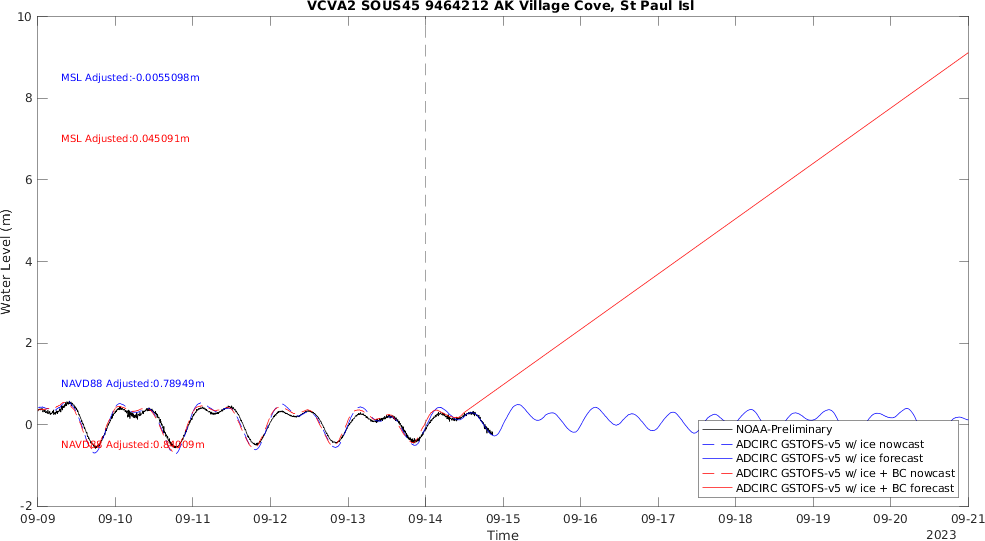 VCVA2 SOUS45 9464212 AK Village Cove, St Paul Isl
10
8
6
4
2
0
-2
Water Level (m)
MSL Adjusted:-0.0055098m
MSL Adjusted:0.045091m
NAVD88 Adjusted:0.78949m
NOAA-Preliminary
ADCIRC GSTOFS-v5 w/ ice nowcast
ADCIRC GSTOFS-v5 w/ ice forecast
ADCIRC GSTOFS-v5 w/ ice + BC nowcast
ADCIRC GSTOFS-v5 w/ ice + BC forecast
09-09 09-10 09-11 09-12 09-13 09-14 09-15 09-16 09-17 09-18 09-19 09-20 09-21
Time
2023